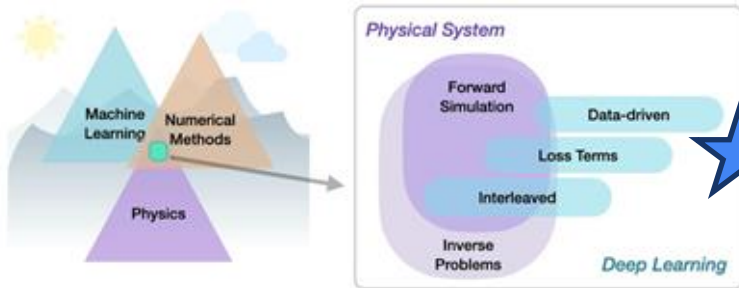 Machine
Learning
Numerical
Methods
Physics
Physical System
Forward
Simulation
Data-driven
Loss Terms
Interleaved
Inverse
Problems
Deep Learning